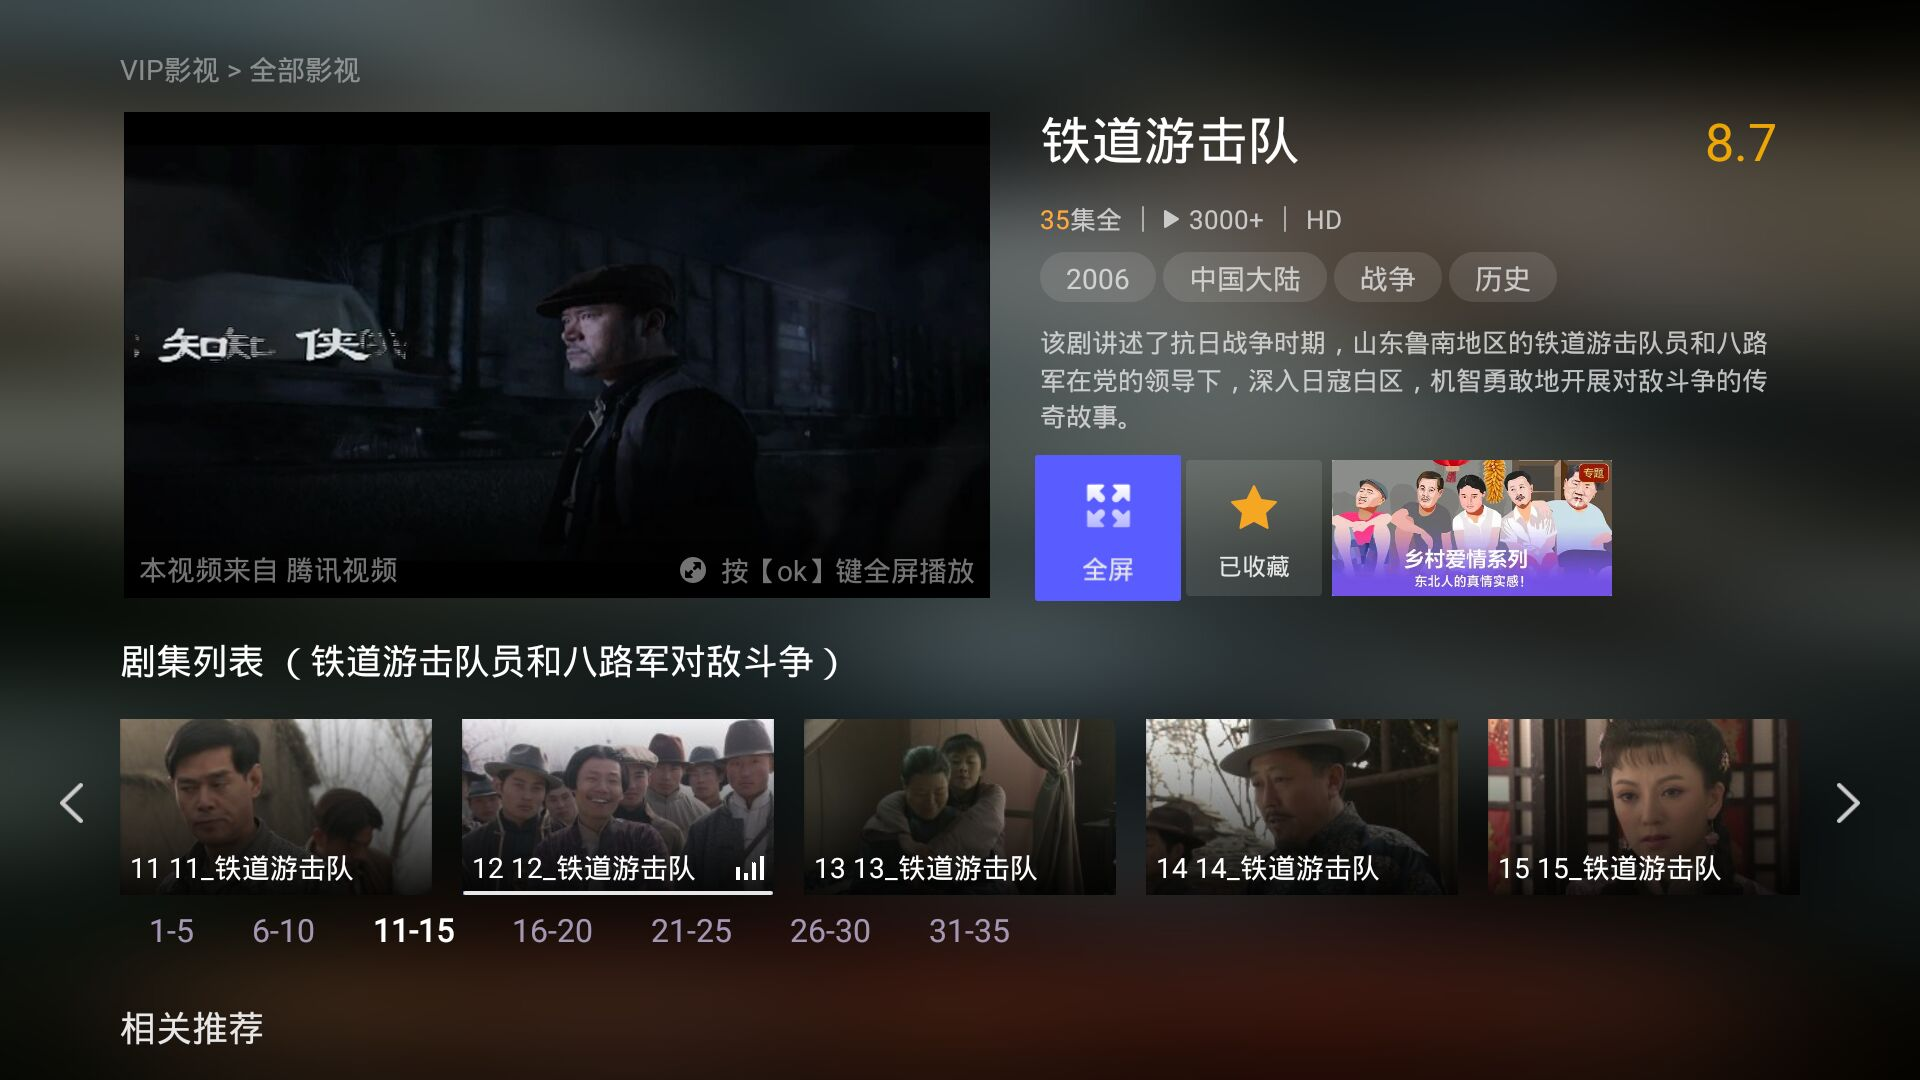 VIP影视 > 全部影视
知 侠
本视频来自 腾讯视频
按【ok】键全屏播放
铁道游击队
8.7
35集全 | 3000+ | HD
2006 中国大陆 战争 历史
该剧讲述了抗日战争时期，山东鲁南地区的铁道游击队员和八路
军在党的领导下，深入日寇白区，机智勇敢地开展对敌斗争的传
奇故事。
全屏
已收藏
专题
乡村爱情系列
东北人的真情实感！
剧集列表（铁道游击队员和八路军对敌斗争）
11 11_铁道游击队
12 12_铁道游击队
13 13_铁道游击队
14 14_铁道游击队
15 15_铁道游击队
1-5 6-10 11-15 16-20 21-25 26-30 31-35
相关推荐